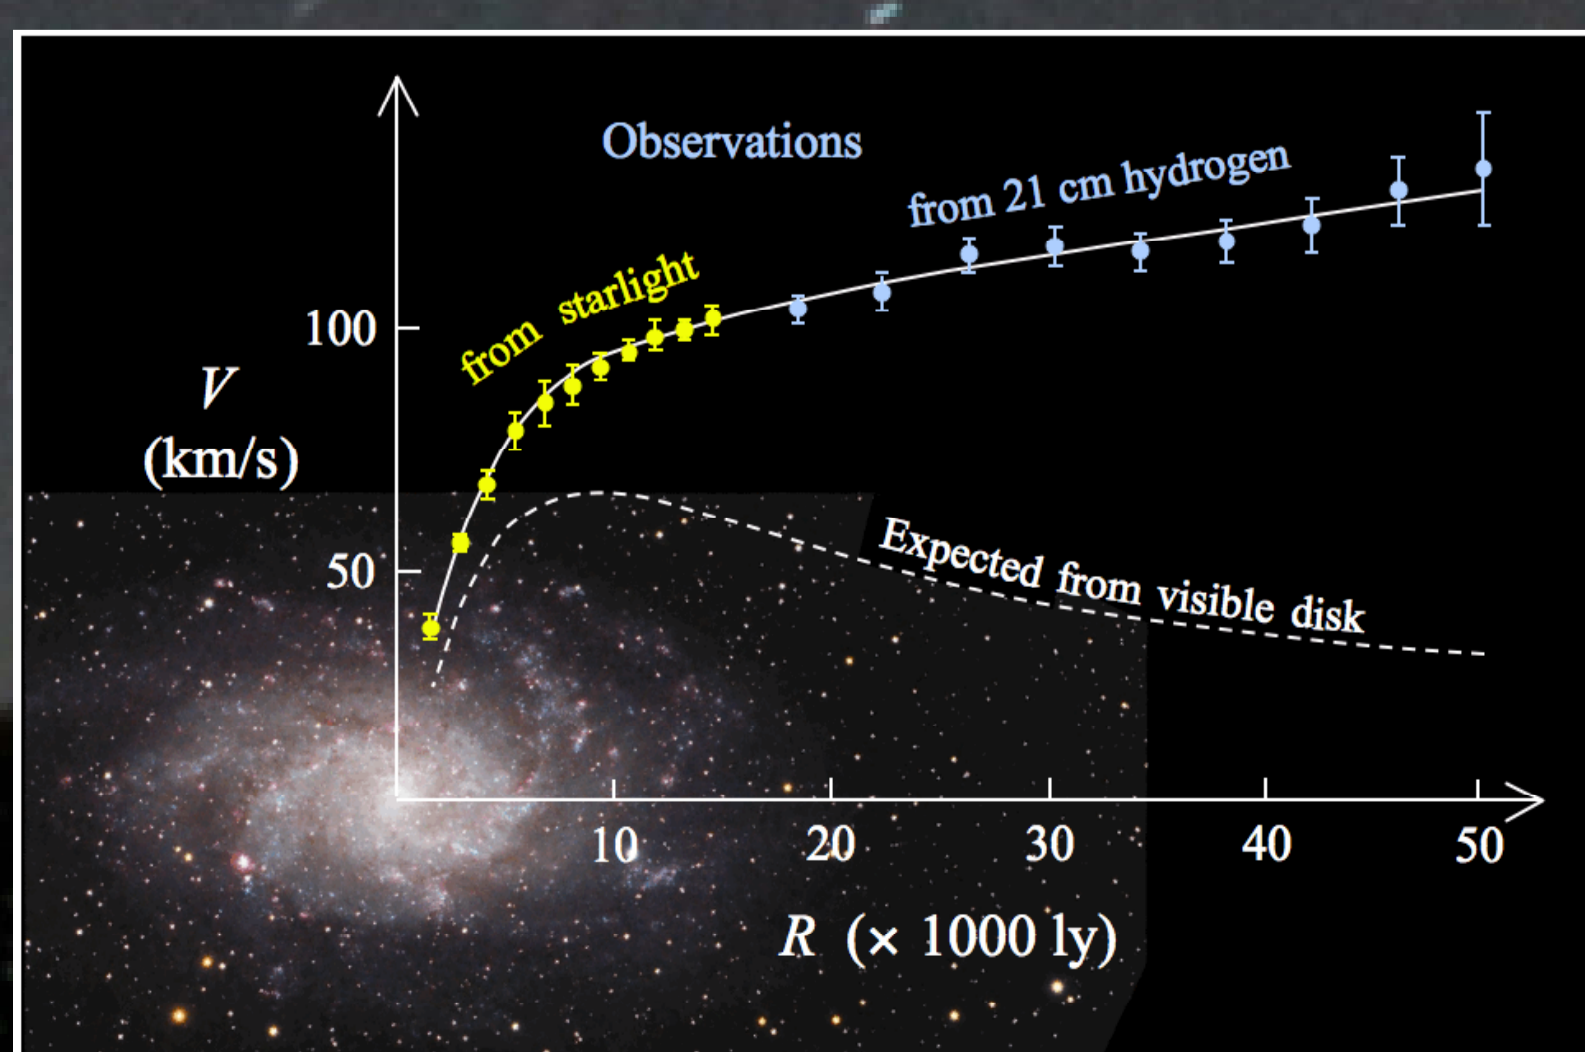 Observations
from 21 cm hydrogen
from starlight
100
V
(km/s)
50
Expected from visible disk
10 20 30 40 50
R (× 1000 ly)